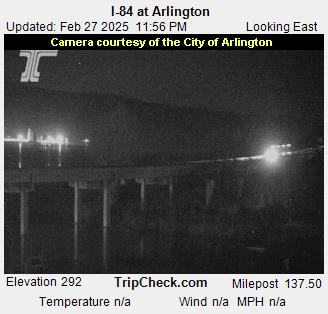 I-84 at Arlington
Updated: Feb 27 2025 11:56 PM Looking East
Camera courtesy of the City of Arlington
Elevation 292 TripCheck.com Milepost 137.50
Temperature n/a Wind n/a MPH n/a